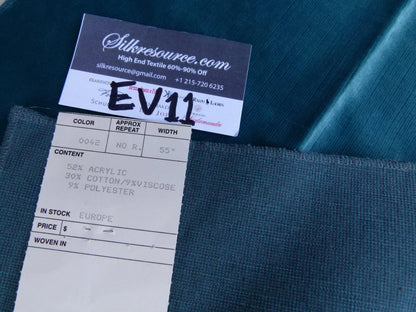 Silkresource.com
High End Textile 60%-90% Off
silkresource@gmail.com +1 215-720 6235
EV11
COLOR APPROX REPEAT WIDTH
0042 NO R. 55"
CONTENT
52% ACRYLIC
30% COTTON/9%VISCOSE
9% POLYESTER
IN STOCK EUROPE
PRICE $
WOVEN IN